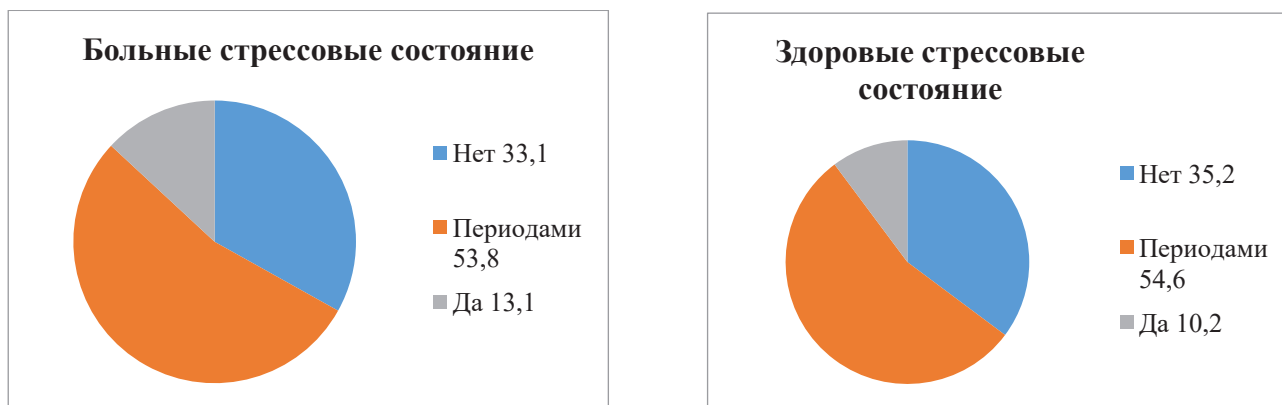 Больные стрессовые состояние
Нет 33,1
Периодами
53,8
Да 13,1
Здоровые стрессовые
состояние
Нет 35,2
Периодами
54,6
Да 10,2